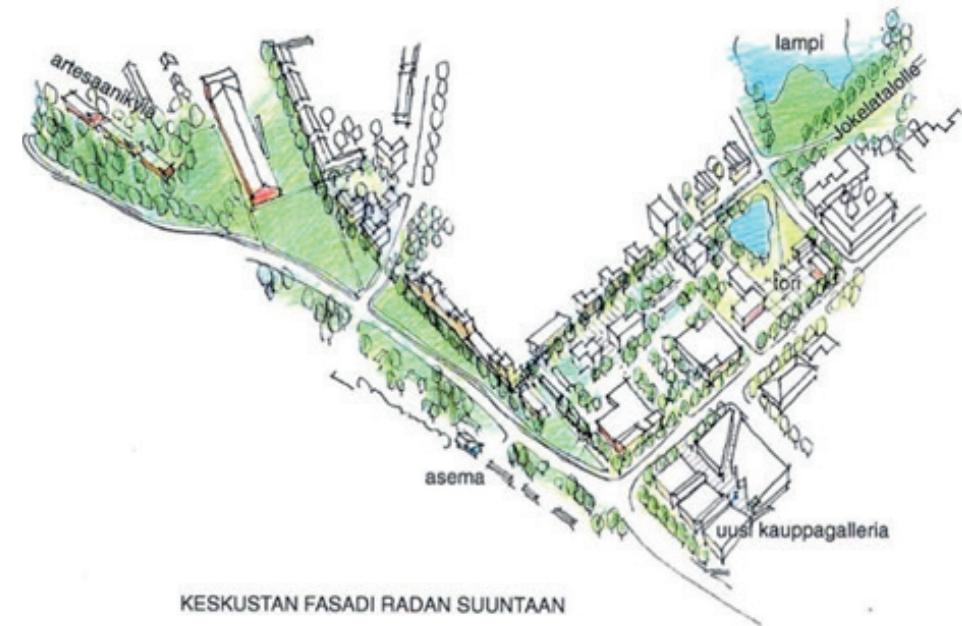 artesaanikylä
lampi
Jokelatalolle
tori
asema
uusi kauppagalleria
KESKUSTAN FASADI RADAN SUUNTAAN